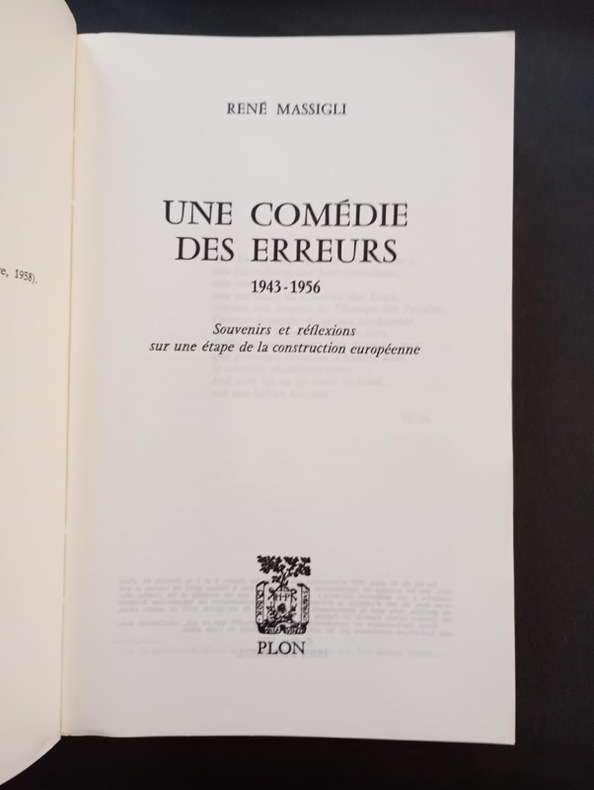 RENÉ MASSIGLI
UNE COMÉDIE
DES ERREURS
1943-1956
Souvenirs et réflexions
sur une étape de la construction européenne
PLON
1958).